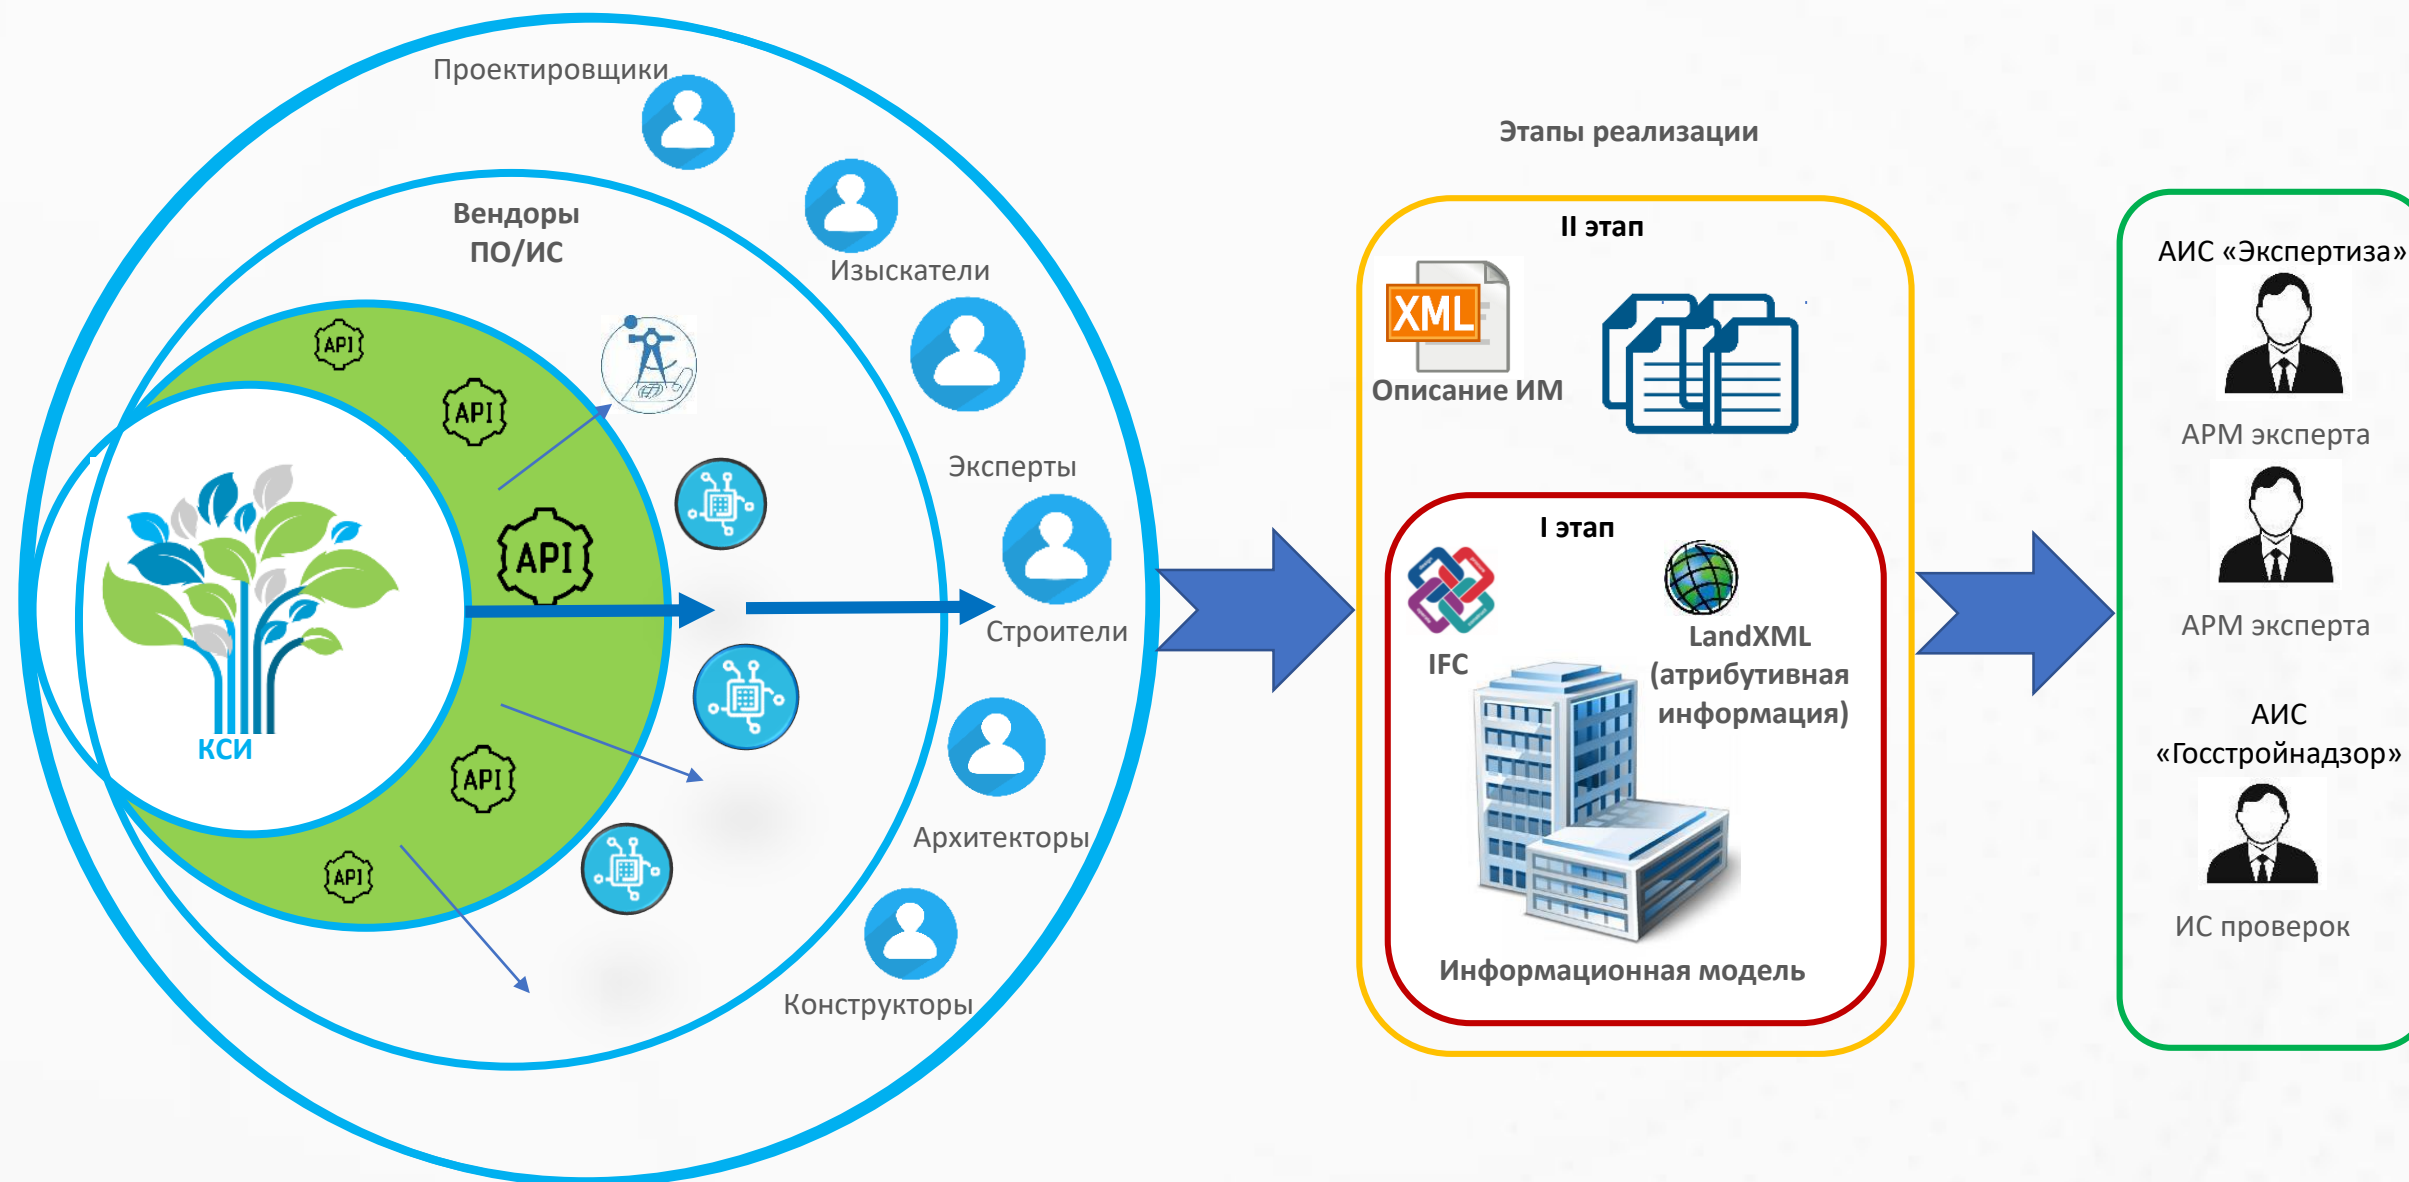 Проектировщики
Изыскатели
Эксперты
Строители
Архитекторы
Конструкторы
Вендоры
ПО/ИС
API
API
API
API
API
КСИ
Этапы реализации
II этап
XML
Описание ИМ
I этап
IFC
LandXML
(атрибутивная
информация)
Информационная модель
АИС «Экспертиза»
АРМ эксперта
АРМ эксперта
АИС
«Госстройнадзор»
ИС проверок